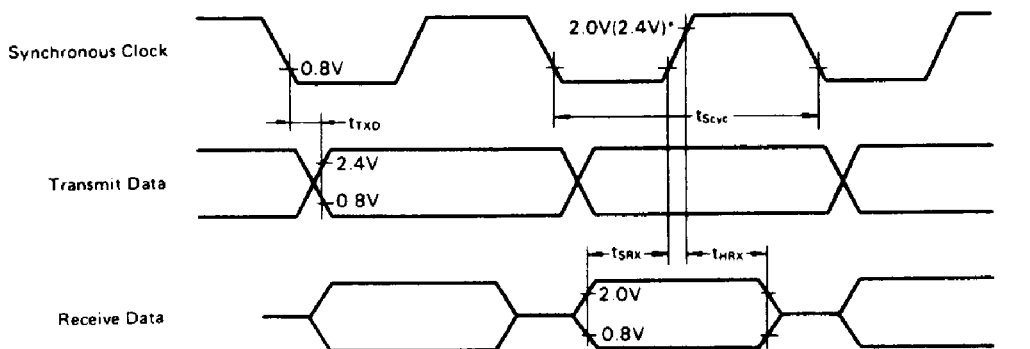 2.0V(2.4V)*
Synchronous Clock
0.8V
tScyc
tTXD
2.4V
Transmit Data
0.8V
tSRX
tHRX
2.0V
Receive Data
0.8V